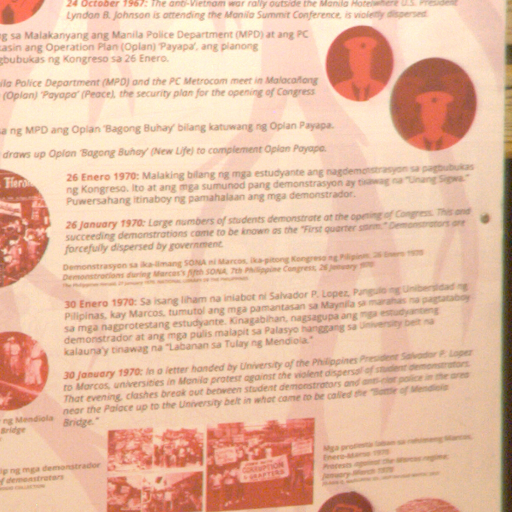 24 October 1967: The anti-Vietnam war rally outside the Manila Hotel where U.S. President
Lyndon B. Johnson is attending the Manila Summit Conference, is violently dispersed.
g sa Malakanyang ang Manila Police Department (MPD) at ang PC
asin ang Operation Plan (Oplan) 'Payapa', ang planong
gbubukas ng Kongreso sa 26 Enero.
ila Police Department (MPD) and the PC Metrocom meet in Malacañang
(Oplan) 'Payapa' (Peace), the security plan for the opening of Congress
sa ng MPD ang Oplan 'Bagong Buhay' bilang katuwang ng Oplan Payapa.
draws up Oplan 'Bagong Buhay' (New Life) to complement Oplan Payapa.
26 Enero 1970: Malaking bilang ng mga estudyante ang nagdemonstrasyon sa pagbubukas
ng Kongreso. Ito at ang mga sumunod pang demonstrasyon ay tinawag na "Unang Sigwa."
Puwersahang itinaboy ng pamahalaan ang mga demonstrador.
26 January 1970: Large numbers of students demonstrate at the opening of Congress. This and
succeeding demonstrations came to be known as the "First quarter storm." Demonstrators are
forcefully dispersed by government.
Demonstrasyon sa ika-limang SONA ni Marcos, ika-pitong Kongreso ng Pilipini, 26 Enero 1970
Demonstrations during Marcos's fifth SONA, 7th Philippine Congress, 26 January 1970
30 Enero 1970: Sa isang liham na iniabot ni Salvador P. Lopez, Pangulo ng Unibersidad ng
Pilipinas, kay Marcos, tumutol ang mga pamantasan sa Maynila sa marahas na pagtataboy
sa mga nagprotestang estudyante. Kinagabihan, nagsagupa ang mga estudyanteng
demonstrador at ang mga pulis malapit sa Palasyo hanggang sa University belt na
kalauna'y tinawag na "Labanan sa Tulay ng Mendiola."
30 January 1970: In a letter handed by University of the Philippines President Salvador P. Lopez
to Marcos, universities in Manila protest against the violent dispersal of student demonstrators.
That evening, clashes break out between student demonstrators and anti-riot police in the area
near the Palace up to the University belt in what came to be called the "Battle of Mendiola
Bridge."
ng Mendiola
Bridge
ip ng mga demonstrador
f demonstrators
Mga protesta laban sa rehimeng Marcos,
Enero-Marso 1970
Protests against the Marcos regime,
January-March 1970